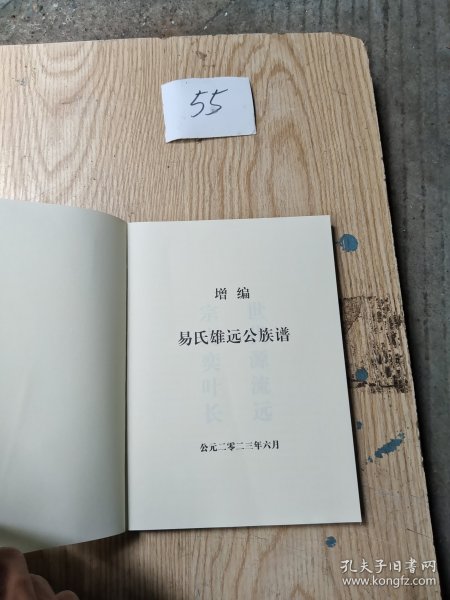 55
增 编
易氏雄远公族谱
公元二零二三年六月
孔夫子旧书网
www.kongfz.com